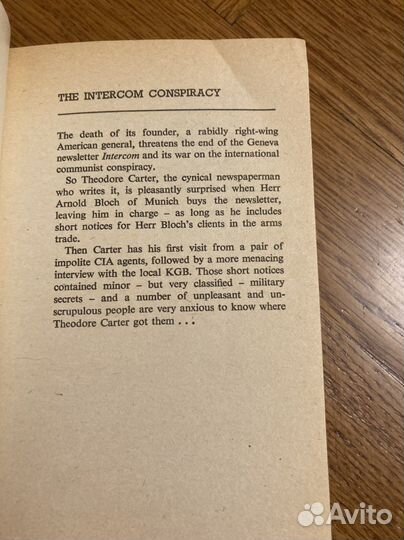 THE INTERCOM CONSPIRACY
The death of its founder, a rabidly right-wing
American general, threatens the end of the Geneva
newsletter Intercom and its war on the international
communist conspiracy.
So Theodore Carter, the cynical newspaperman
who writes it, is pleasantly surprised when Herr
Arnold Bloch of Munich buys the newsletter,
leaving him in charge – as long as he includes
short notices for Herr Bloch's clients in the arms
trade.
Then Carter has his first visit from a pair of
impolite CIA agents, followed by a more menacing
interview with the local KGB. Those short notices
contained minor – but very classified – military
secrets – and a number of unpleasant and un-
scrupulous people are very anxious to know where
Theodore Carter got them . . .
Avito